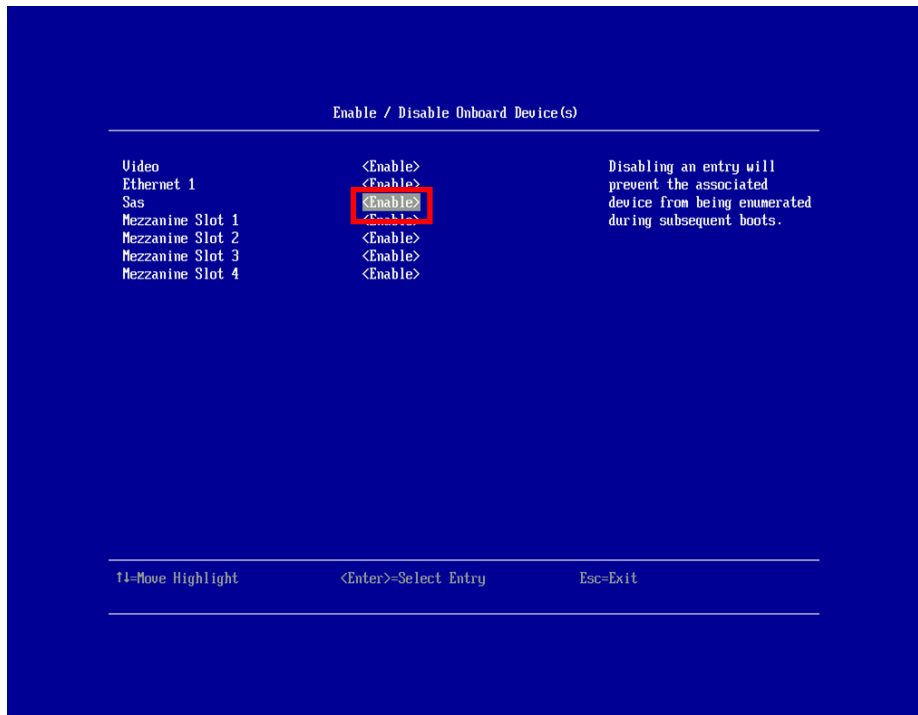 Enable / Disable Onboard Device(s)
Video <Enable> Disabling an entry will
Ethernet 1 <Enable> prevent the associated
Sas <Enable> device from being enumerated
Mezzanine Slot 1 <Enable> during subsequent boots.
Mezzanine Slot 2 <Enable>
Mezzanine Slot 3 <Enable>
Mezzanine Slot 4 <Enable>
↑↓=Move Highlight <Enter>=Select Entry Esc=Exit